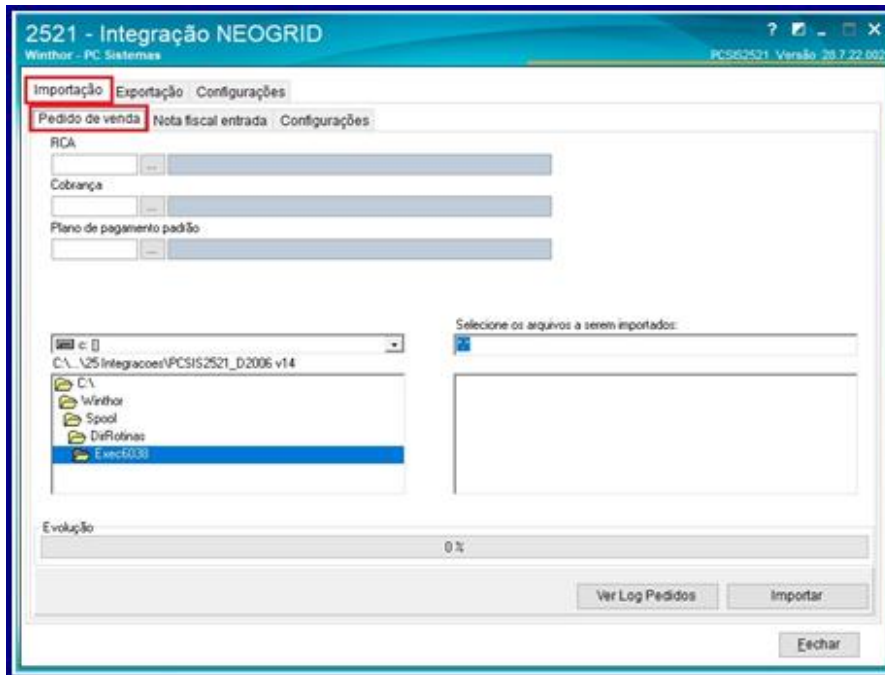 2521 - Integração NEOGRID
Winthor - PC Sistemas
PCSIS2521 Versão 28.7.22.002
Importação Exportação Configurações
Pedido de venda Nota fiscal entrada Configurações
RCA
...
Cobrança
...
Plano de pagamento padrão
...
Selecione os arquivos a serem importados:
c: []
C:\...\25 Integracoes\PCSIS2521_D2006 v14
C:\
Winthor
Spool
DirRotinas
Exec6038
Evolução
0 %
Ver Log Pedidos Importar
Fechar